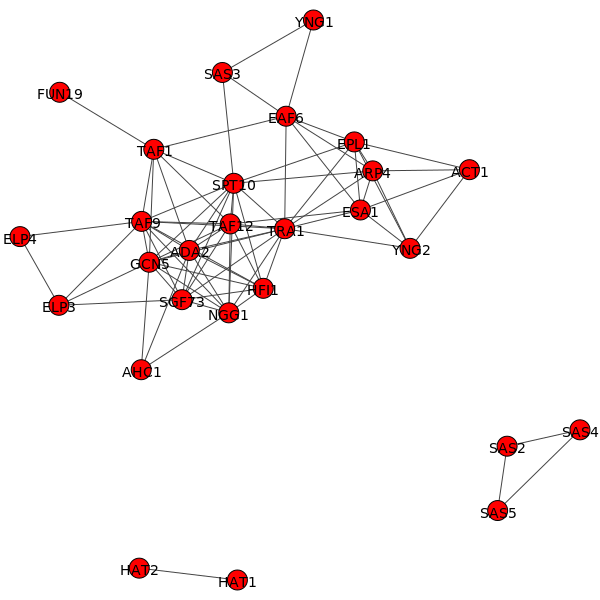 YNG1
SAS3
FUN19
EAF6
EPL1
TAF1
ARP4
ACT1
SPT10
ESA1
TAF9
TAF12
TRA1
ELP4
YNG2
ADA2
GCN5
HFI1
SGF73
ELP3
NGG1
AHC1
SAS4
SAS2
SAS5
HAT2
HAT1